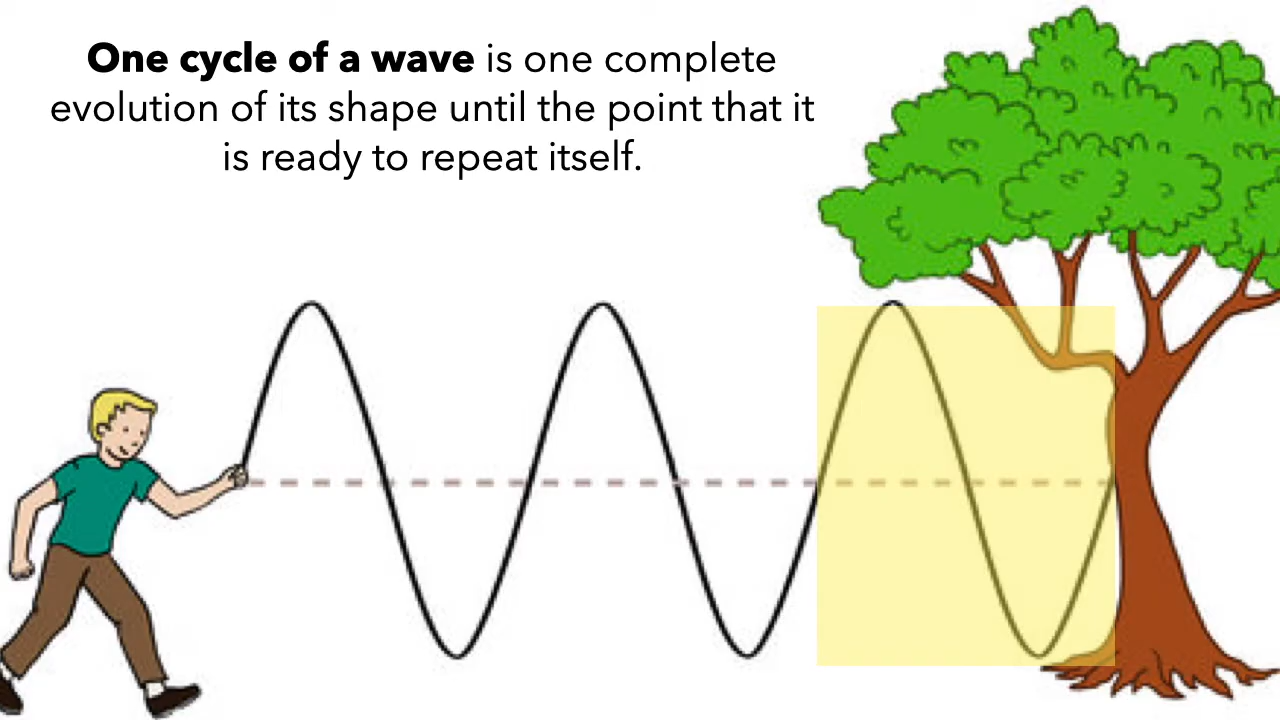 One cycle of a wave is one complete
evolution of its shape until the point that it
is ready to repeat itself.